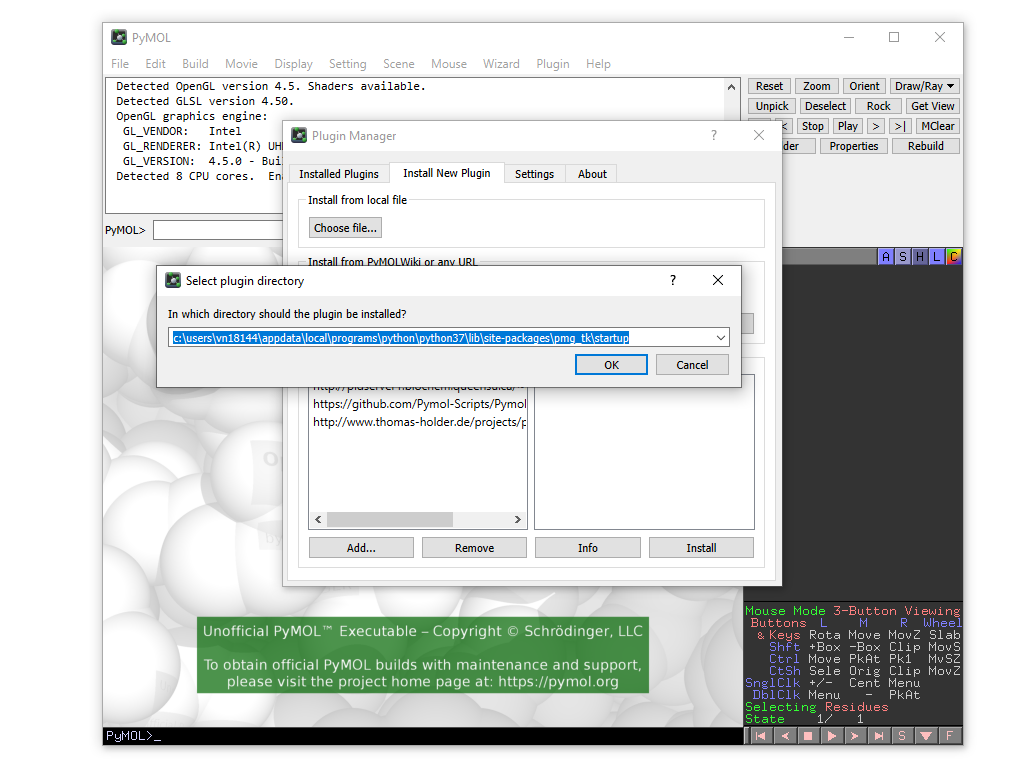 PyMOL
File Edit Build Movie Display Setting Scene Mouse Wizard Plugin Help
Detected OpenGL version 4.5. Shaders available.
Detected GLSL version 4.50.
OpenGL graphics engine:
GL_VENDOR: Intel
GL_RENDERER: Intel(R) UH
GL_VERSION: 4.5.0 - Bui
Detected 8 CPU cores. En
PyMOL>
Reset Zoom Orient Draw/Ray
Unpick Deselect Rock Get View
< Stop Play > >| MClear
der Properties Rebuild
Plugin Manager
Installed Plugins Install New Plugin Settings About
Install from local file
Choose file...
Install from PyMOLWiki or any URL
A S H L C
Select plugin directory
In which directory should the plugin be installed?
c:\users\vn18144\appdata\local\programs\python\python37\lib\site-packages\pmg_tk\startup
OK Cancel
https://github.com/Pymol-Scripts/Pymol
http://www.thomas-holder.de/projects/p
Add... Remove Info Install
Unofficial PyMOL™ Executable – Copyright © Schrödinger, LLC
To obtain official PyMOL builds with maintenance and support,
please visit the project home page at: https://pymol.org
Mouse Mode 3-Button Viewing
Buttons L M R Wheel
& Keys Rota Move MovZ Slab
Shft +Box -Box Clip MovS
Ctrl Move PkAt Pk1 MvSZ
CtSh Sele Orig Clip MovZ
SnglClk +/- Cent Menu
DblClk Menu - PkAt
Selecting Residues
State 1/ 1
PyMOL>_
S F